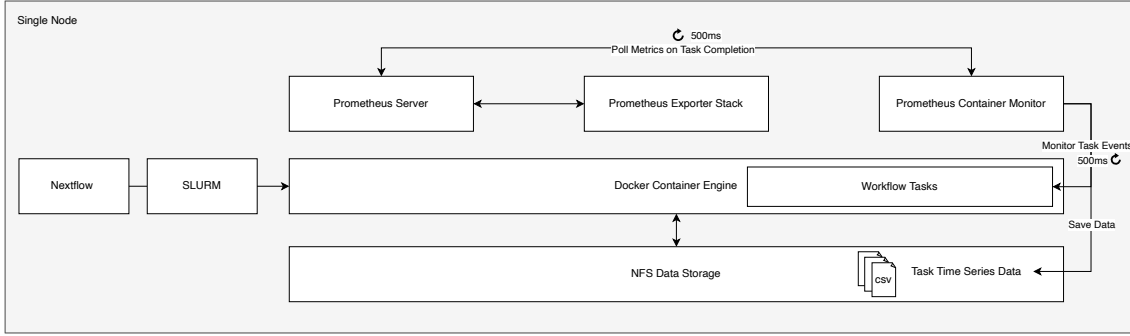 Single Node
500ms
Poll Metrics on Task Completion
Prometheus Server
Prometheus Exporter Stack
Prometheus Container Monitor
Monitor Task Events
500ms
Nextflow
SLURM
Docker Container Engine
Workflow Tasks
Save Data
NFS Data Storage
CSV
Task Time Series Data